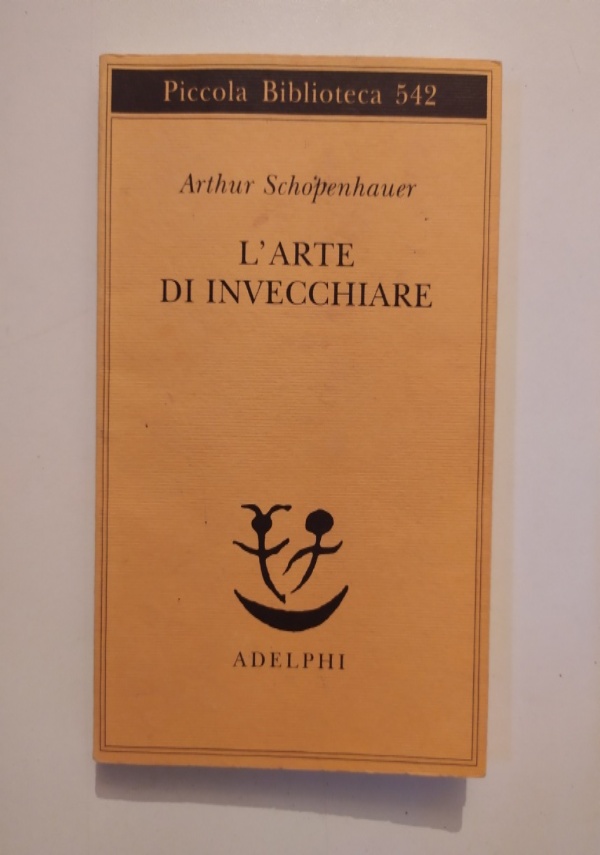 Piccola Biblioteca 542
Arthur Schopenhauer
L'ARTE
DI INVECCHIARE
ADELPHI